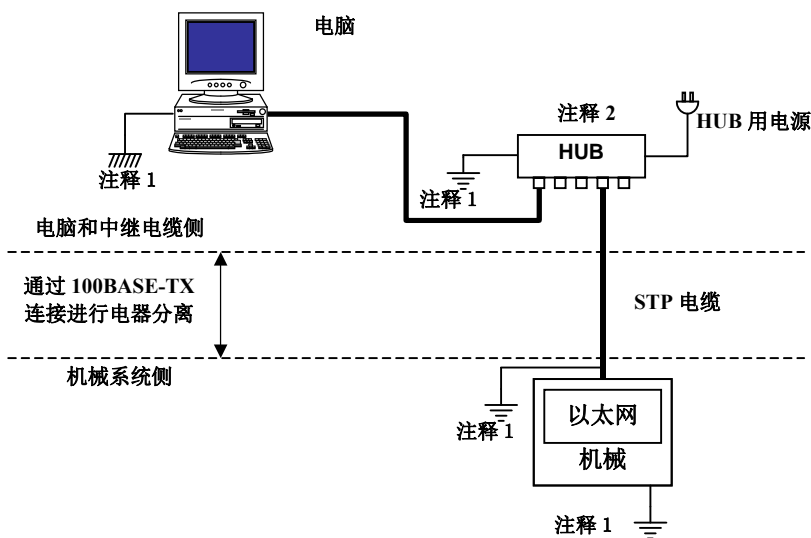 电脑
注释 2
HUB 用电源
HUB
注释 1
注释 1
电脑和中继电缆侧
通过 100BASE-TX
连接进行电器分离
STP 电缆
机械系统侧
注释 1
以太网
机械
注释 1